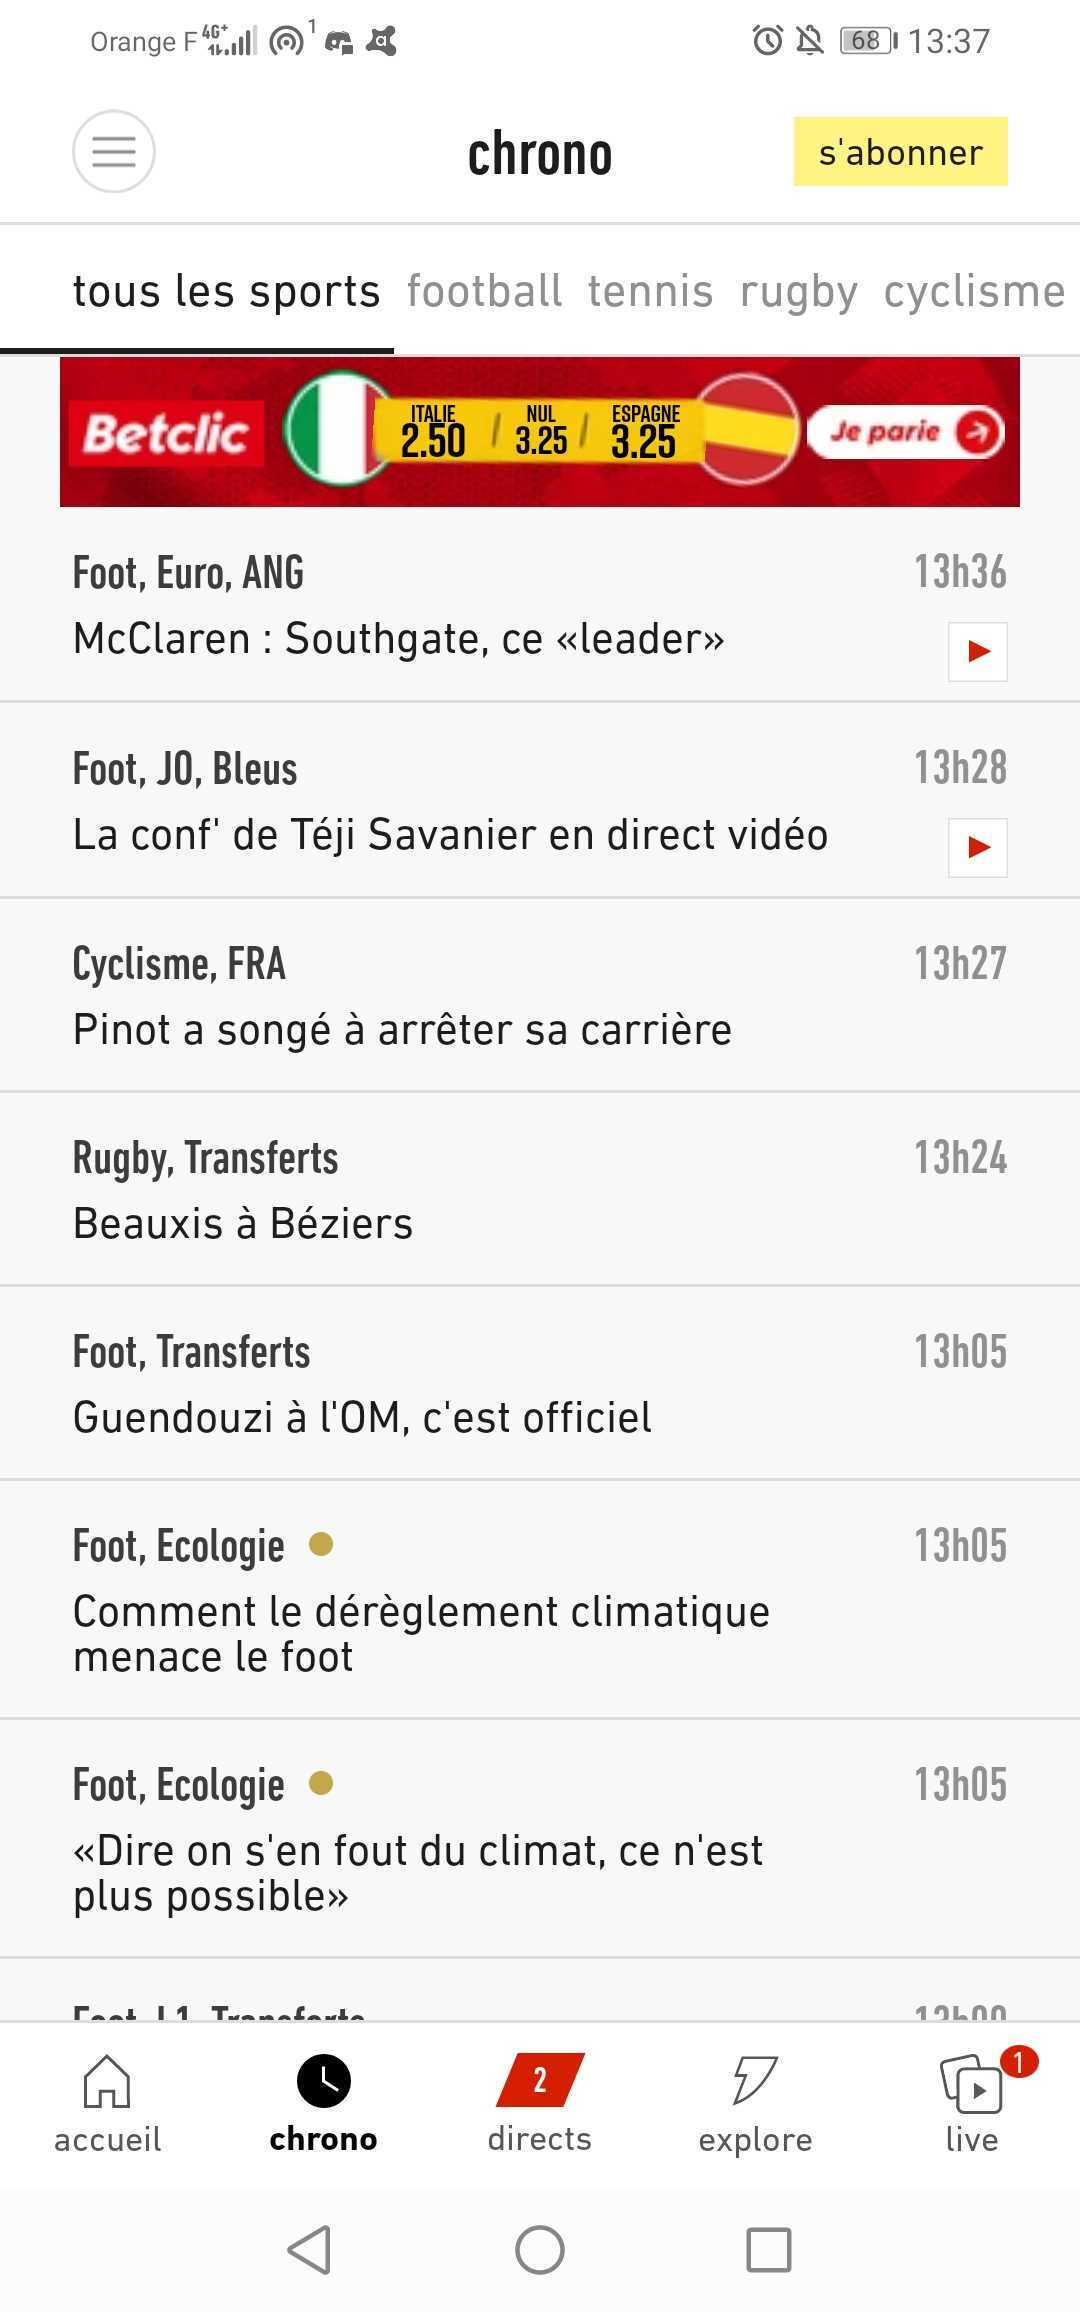 Orange F 4G+ 1 68 13:37
chrono
s'abonner
tous les sports football tennis rugby cyclisme
Betclic ITALIE 2.50 / NUL 3.25 / ESPAGNE 3.25 Je parie
Foot, Euro, ANG 13h36
McClaren : Southgate, ce «leader»
Foot, JO, Bleus 13h28
La conf' de Téji Savanier en direct vidéo
Cyclisme, FRA 13h27
Pinot a songé à arrêter sa carrière
Rugby, Transferts 13h24
Beauxis à Béziers
Foot, Transferts 13h05
Guendouzi à l'OM, c'est officiel
Foot, Ecologie 13h05
Comment le dérèglement climatique
menace le foot
Foot, Ecologie 13h05
«Dire on s'en fout du climat, ce n'est
plus possible»
Foot, L1, Transferts 13h00
2 1
accueil chrono directs explore live